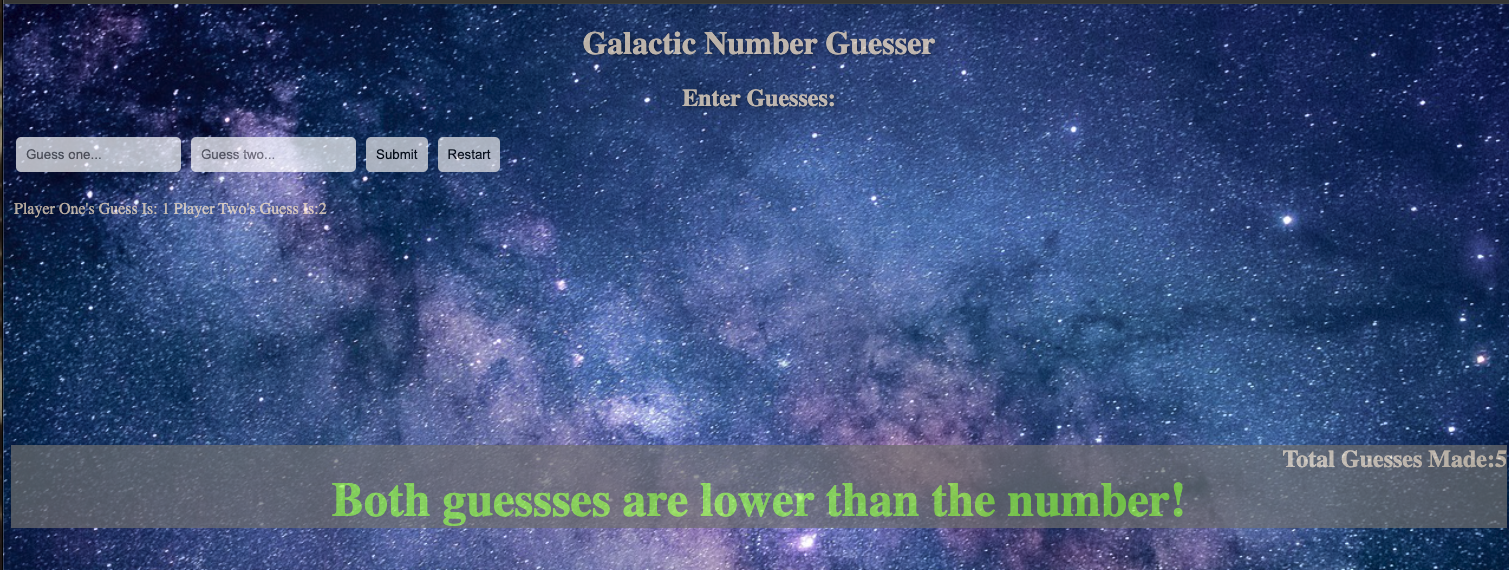 Galactic Number Guesser
Enter Guesses:
Guess one... Guess two... Submit Restart
Player One's Guess Is: 1 Player Two's Guess Is:2
Total Guesses Made:5
Both guessses are lower than the number!